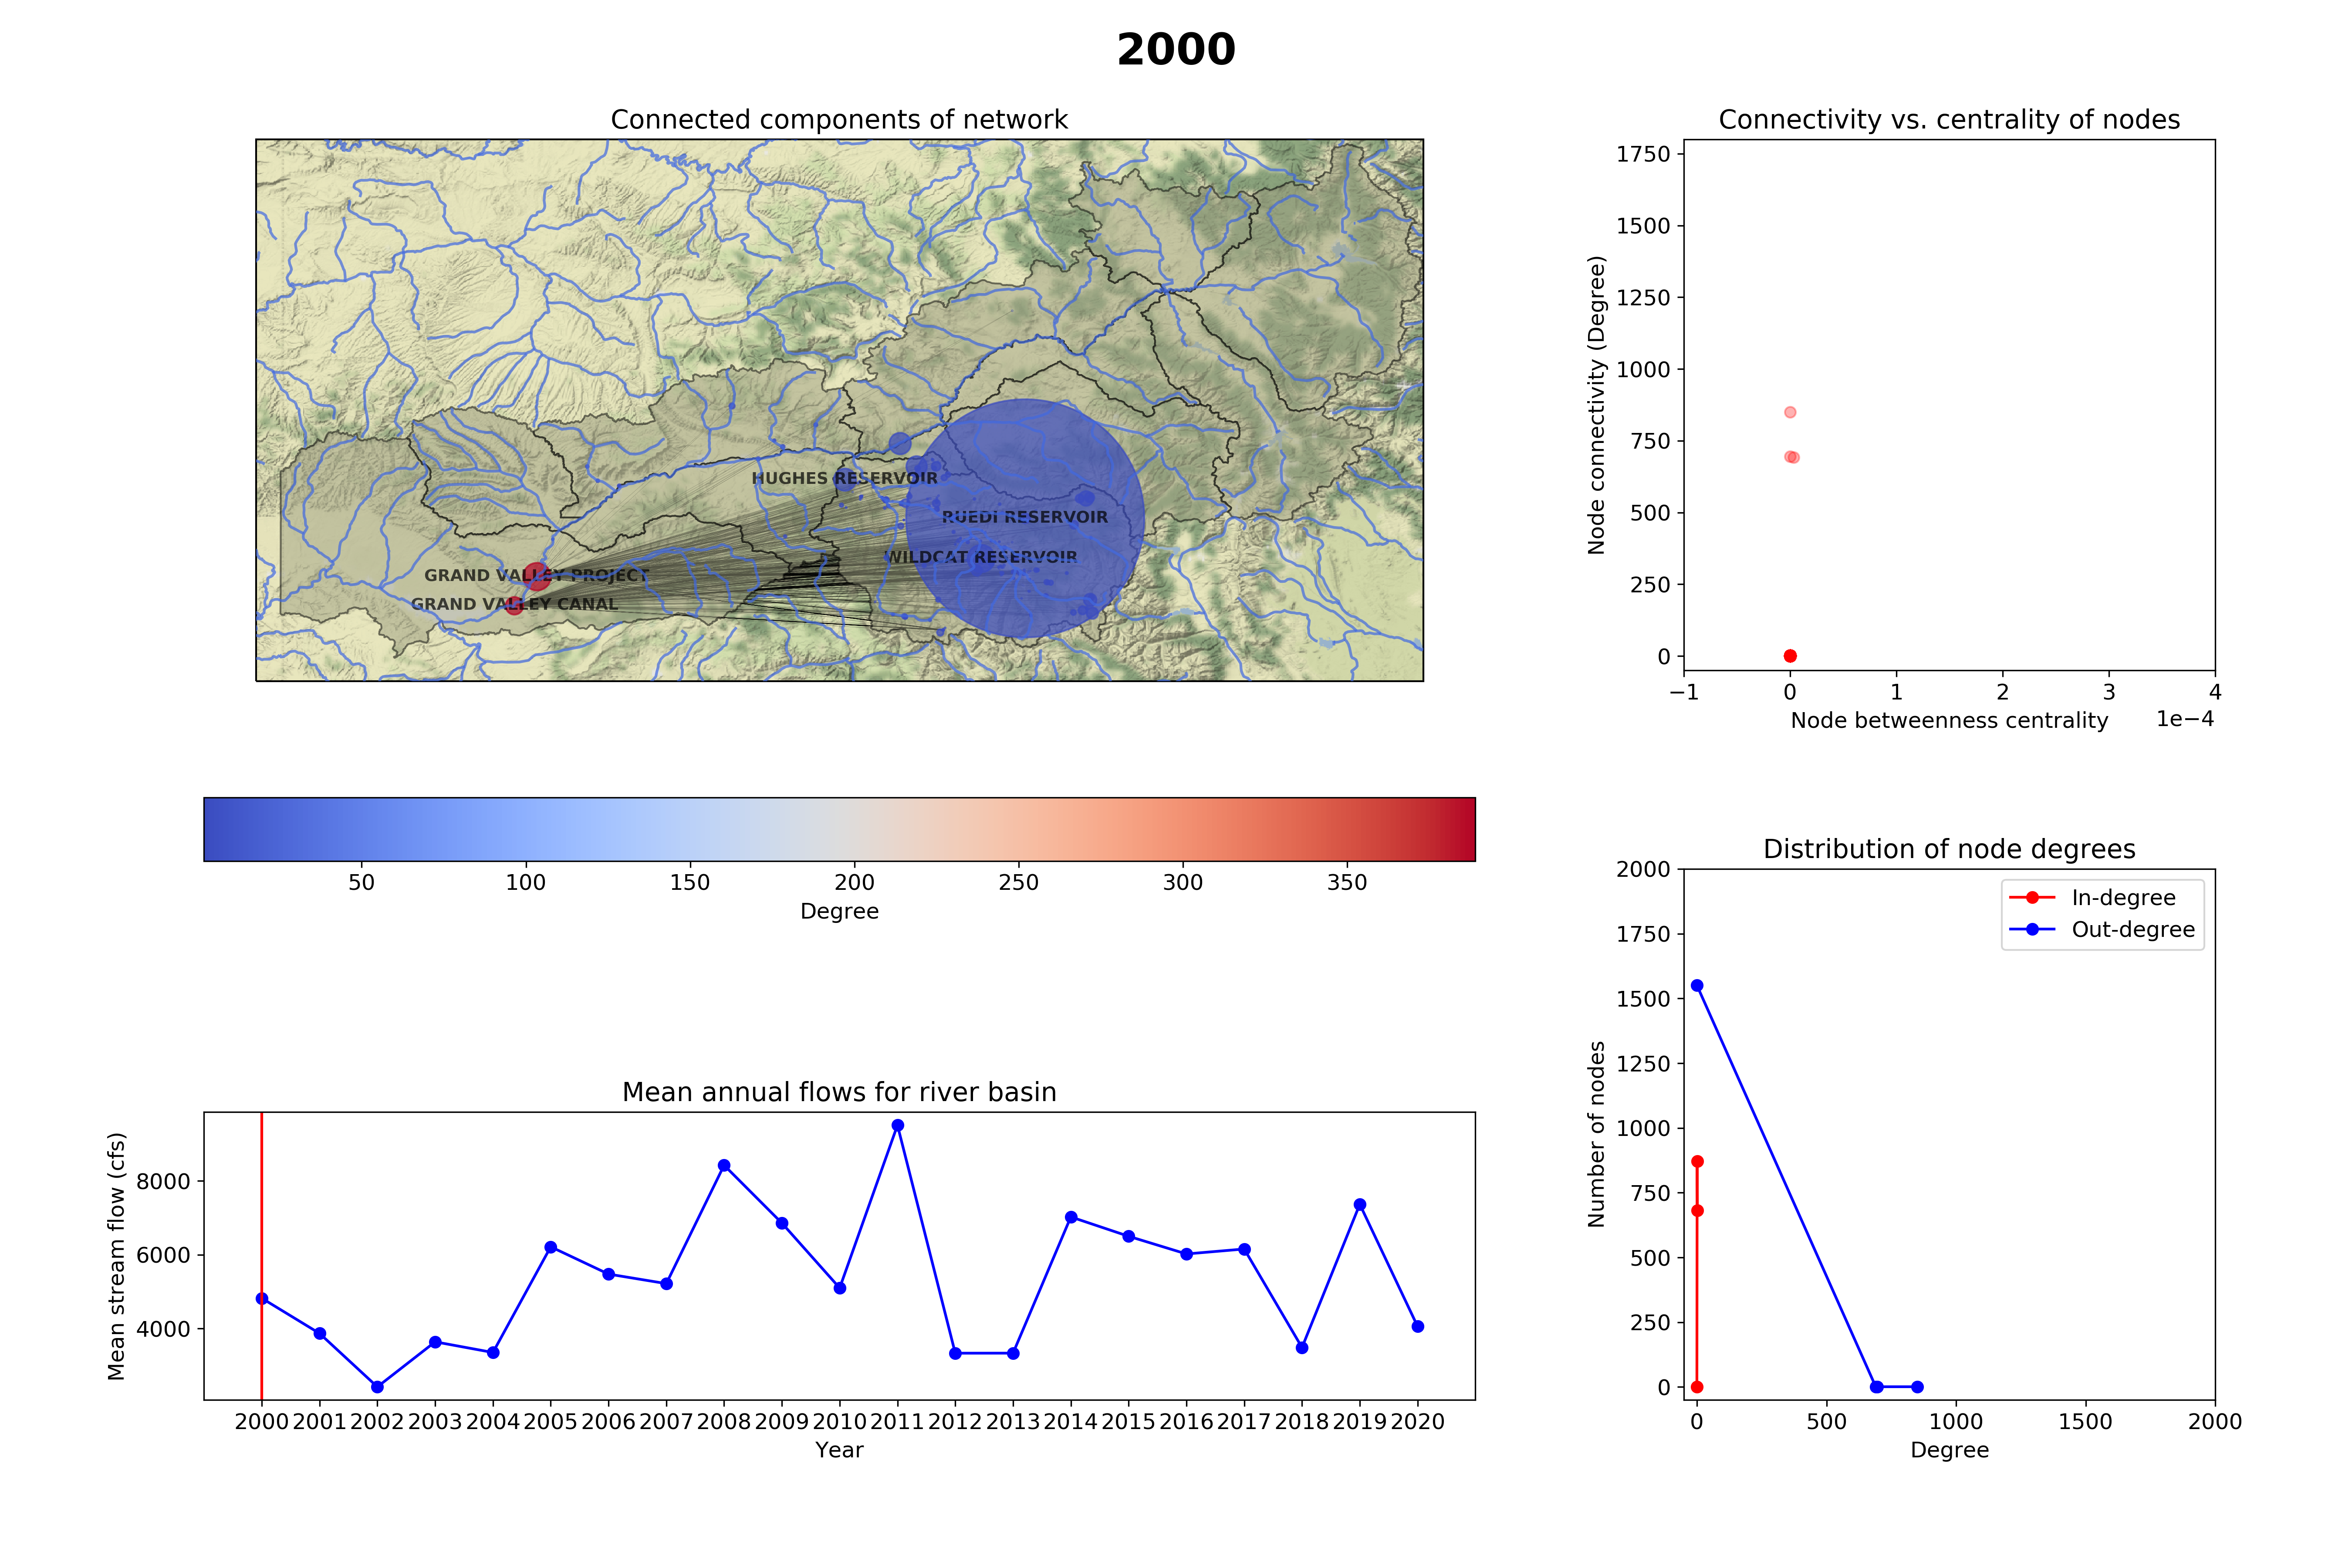 2000
Connected components of network
HUGHES RESERVOIR
RUEDI RESERVOIR
WILDCAT RESERVOIR
GRAND VALLEY PROJECT
GRAND VALLEY CANAL
Connectivity vs. centrality of nodes
Node connectivity (Degree)
1750
1500
1250
1000
750
500
250
0
−1 0 1 2 3 4
Node betweenness centrality
1e−4
50 100 150 200 250 300 350
Degree
Distribution of node degrees
Number of nodes
2000
1750
1500
1250
1000
750
500
250
0
In-degree
Out-degree
0 500 1000 1500 2000
Degree
Mean annual flows for river basin
Mean stream flow (cfs)
8000
6000
4000
2000 2001 2002 2003 2004 2005 2006 2007 2008 2009 2010 2011 2012 2013 2014 2015 2016 2017 2018 2019 2020
Year